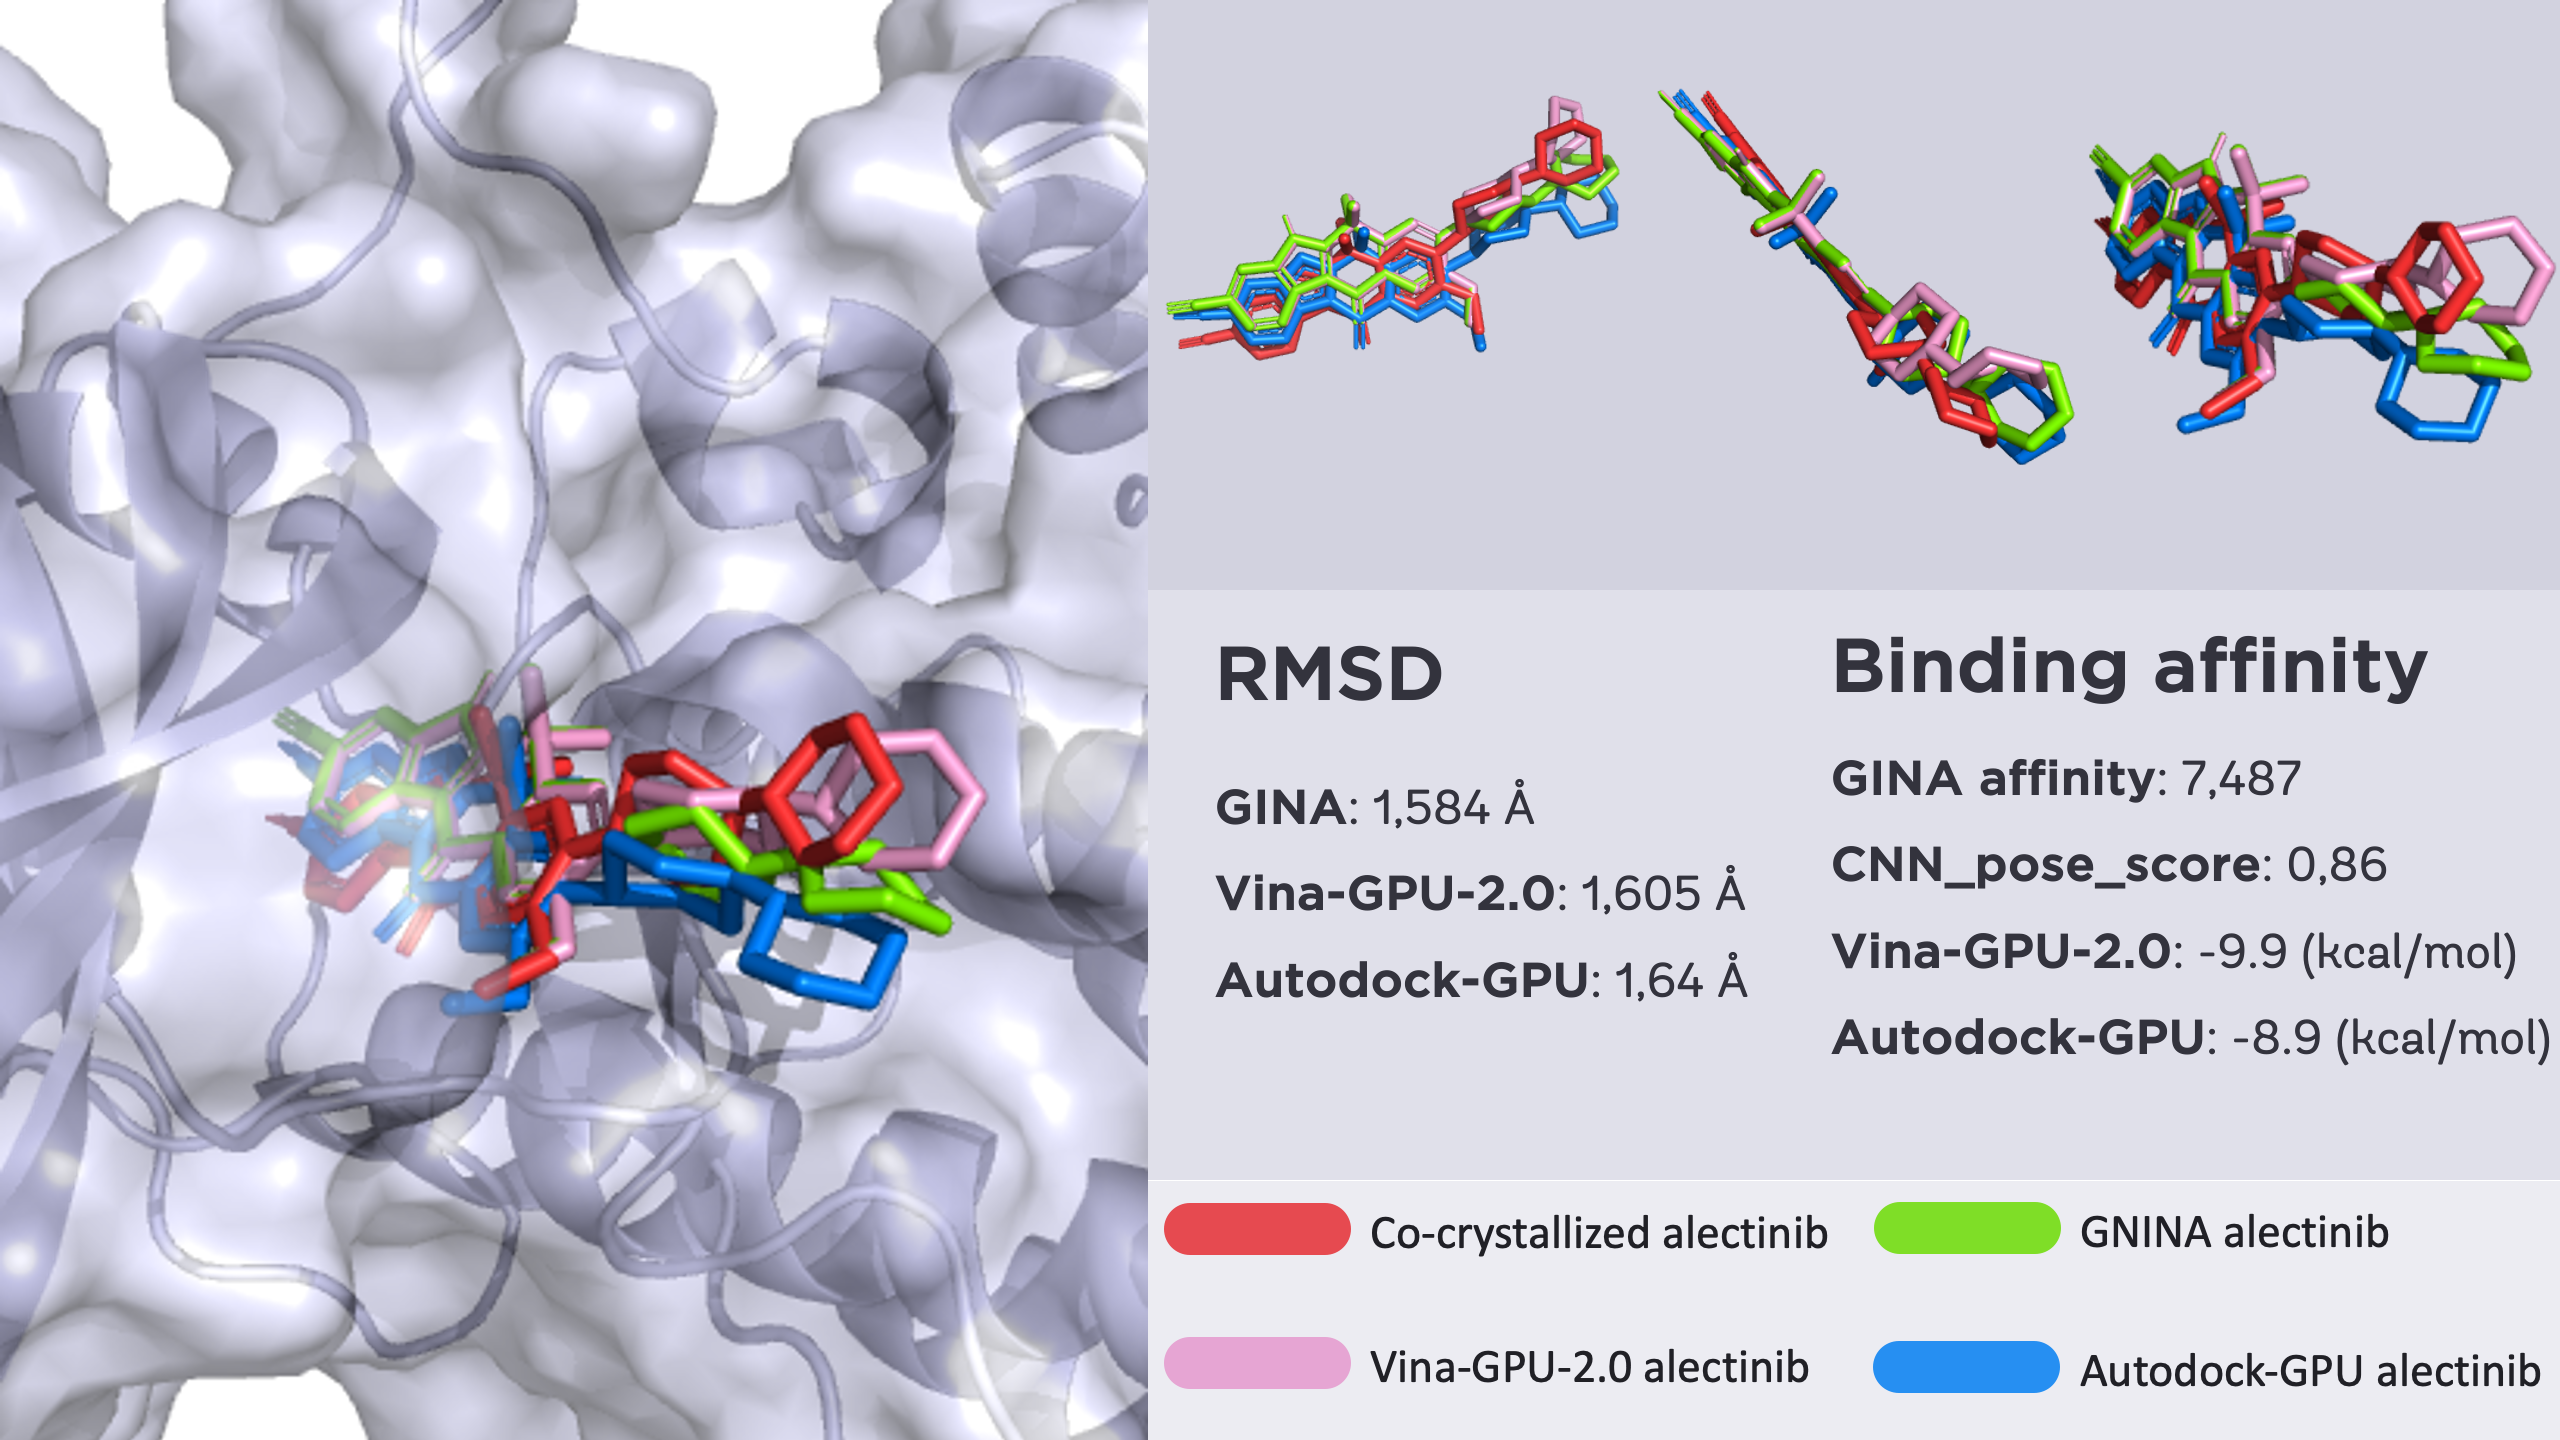 RMSD
GINA: 1,584 Å
Vina-GPU-2.0: 1,605 Å
Autodock-GPU: 1,64 Å
Binding affinity
GINA affinity: 7,487
CNN_pose_score: 0,86
Vina-GPU-2.0: -9.9 (kcal/mol)
Autodock-GPU: -8.9 (kcal/mol)
Co-crystallized alectinib
GNINA alectinib
Vina-GPU-2.0 alectinib
Autodock-GPU alectinib